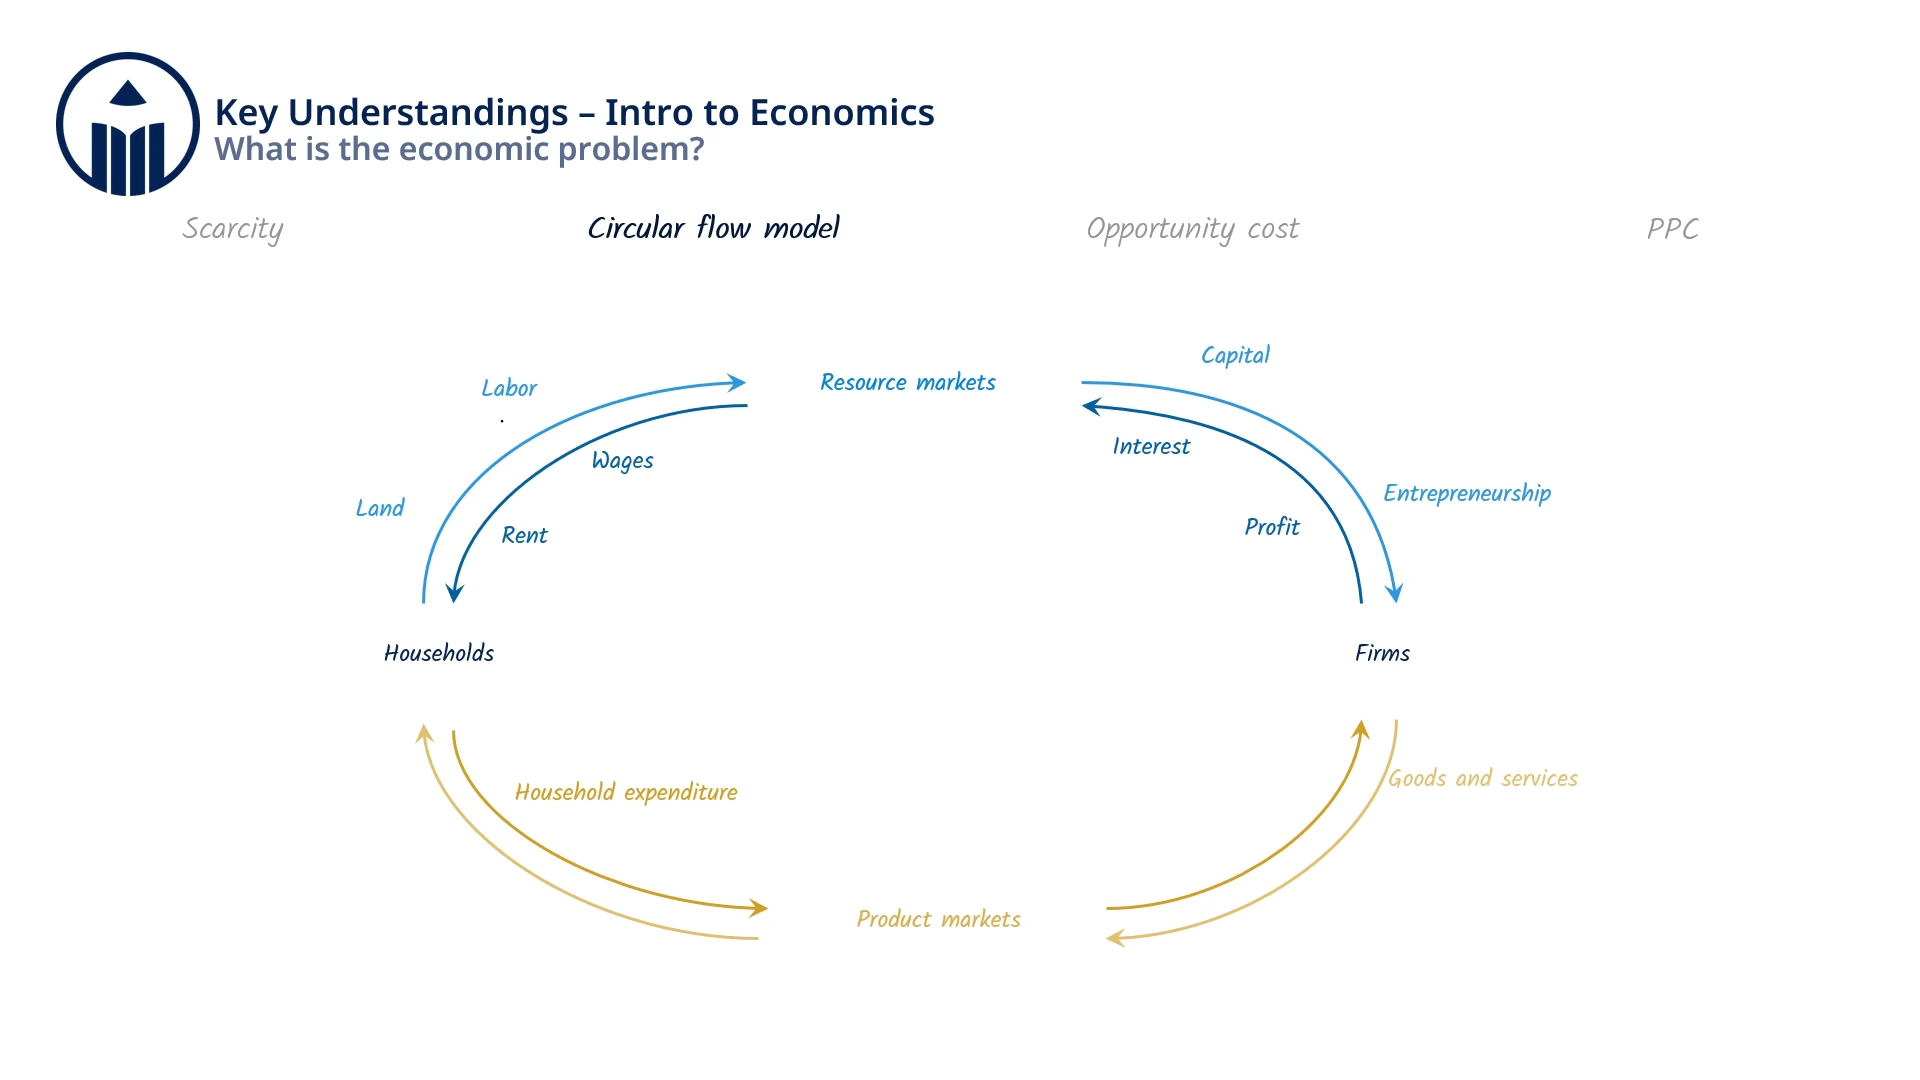 Key Understandings – Intro to Economics
What is the economic problem?
Scarcity
Circular flow model
Opportunity cost
PPC
Labor
Resource markets
Capital
Wages
Interest
Land
Rent
Profit
Entrepreneurship
Households
Firms
Household expenditure
Goods and services
Product markets